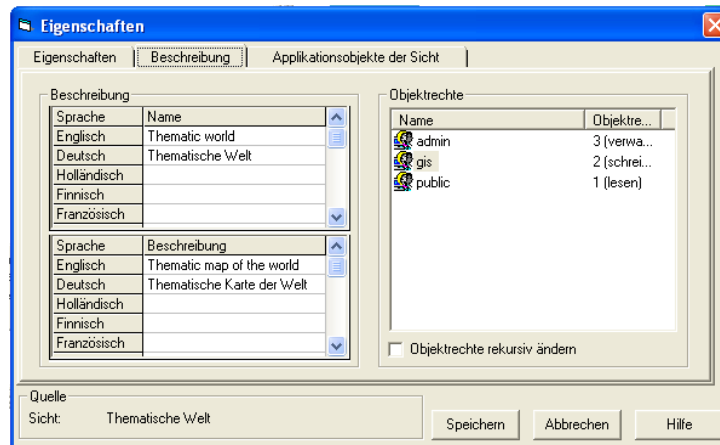 Eigenschaften
Eigenschaften Beschreibung Applikationsobjekte der Sicht
Beschreibung
Sprache Name
Englisch Thematic world
Deutsch Thematische Welt
Holländisch
Finnisch
Französisch
Sprache Beschreibung
Englisch Thematic map of the world
Deutsch Thematische Karte der Welt
Holländisch
Finnisch
Französisch
Objektrechte
Name Objektre...
admin 3 (verwa...
gis 2 (schrei...
public 1 (lesen)
Objektrechte rekursiv ändern
Quelle
Sicht: Thematische Welt
Speichern Abbrechen Hilfe